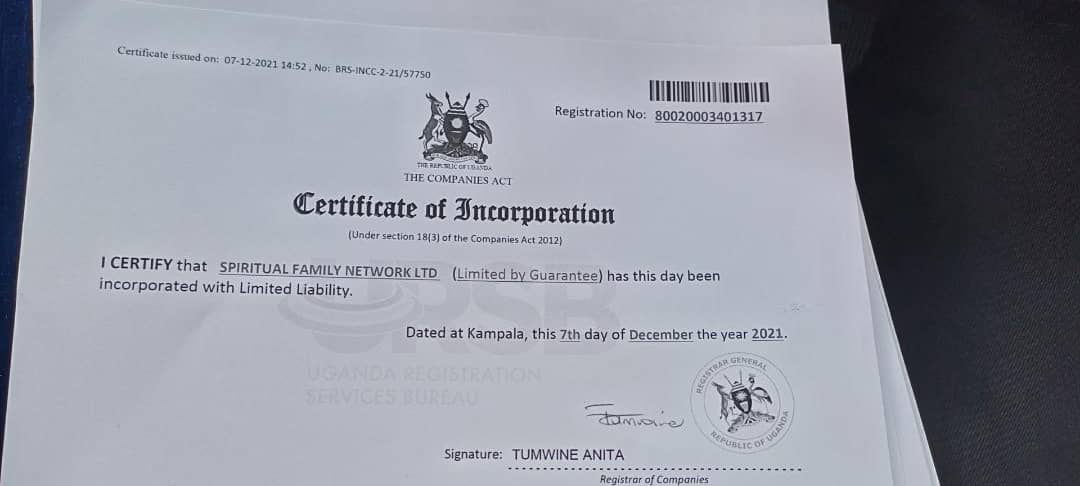 Certificate issued on: 07-12-2021 14:52 , No: BRS-INCC-2-21/57750
Registration No: 80020003401317
THE REPUBLIC OF UGANDA
THE COMPANIES ACT
Certificate of Incorporation
(Under section 18(3) of the Companies Act 2012)
I CERTIFY that SPIRITUAL FAMILY NETWORK LTD (Limited by Guarantee) has this day been
incorporated with Limited Liability.
URSB
Dated at Kampala, this 7th day of December the year 2021.
UGANDA REGISTRATION
SERVICES BUREAU
REGISTRAR GENERAL
REPUBLIC OF UGANDA
Signature: TUMWINE ANITA
Registrar of Companies